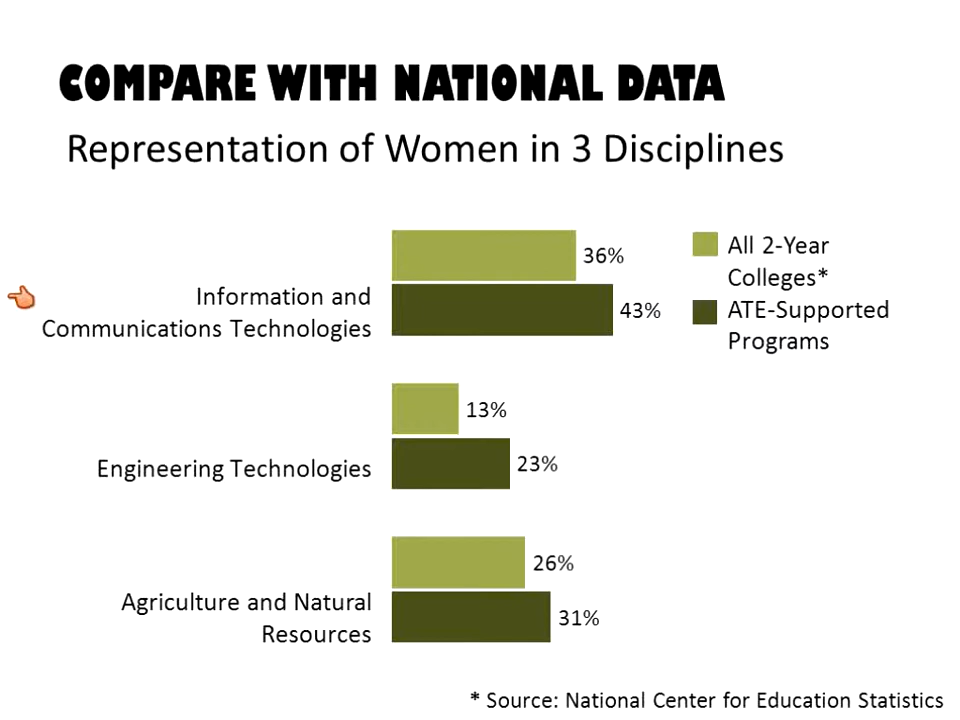 COMPARE WITH NATIONAL DATA
Representation of Women in 3 Disciplines
36%
Information and
Communications Technologies
43%
All 2-Year
Colleges*
ATE-Supported
Programs
13%
Engineering Technologies
23%
26%
Agriculture and Natural
Resources
31%
* Source: National Center for Education Statistics